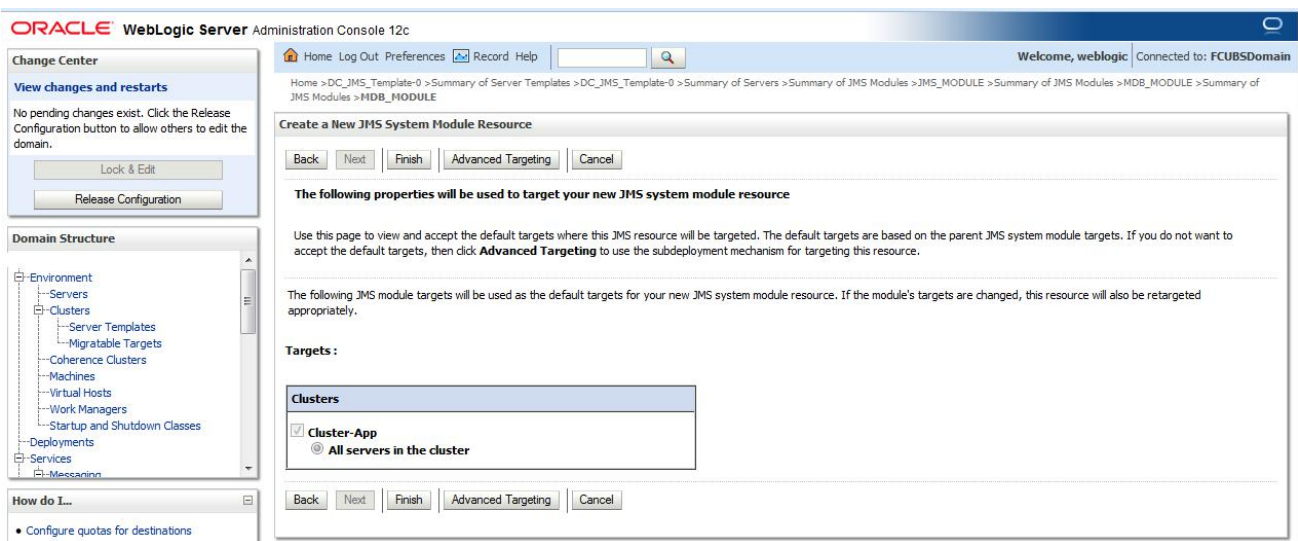 ORACLE WebLogic Server Administration Console 12c
Change Center
View changes and restarts
No pending changes exist. Click the Release
Configuration button to allow others to edit the
domain.
Lock & Edit
Release Configuration
Domain Structure
Environment
Servers
Clusters
Server Templates
Migratable Targets
Coherence Clusters
Machines
Virtual Hosts
Work Managers
Startup and Shutdown Classes
Deployments
Services
Messaging
How do I...
Configure quotas for destinations
Home Log Out Preferences Record Help
Welcome, weblogic Connected to: FCUBSDomain
Home >DC_JMS_Template-0 >Summary of Server Templates >DC_JMS_Template-0 >Summary of Servers >Summary of JMS Modules >JMS_MODULE >Summary of JMS Modules >MDB_MODULE >Summary of
JMS Modules >MDB_MODULE
Create a New JMS System Module Resource
Back Next Finish Advanced Targeting Cancel
The following properties will be used to target your new JMS system module resource
Use this page to view and accept the default targets where this JMS resource will be targeted. The default targets are based on the parent JMS system module targets. If you do not want to
accept the default targets, then click Advanced Targeting to use the subdeployment mechanism for targeting this resource.
The following JMS module targets will be used as the default targets for your new JMS system module resource. If the module's targets are changed, this resource will also be retargeted
appropriately.
Targets :
Clusters
Cluster-App
All servers in the cluster
Back Next Finish Advanced Targeting Cancel